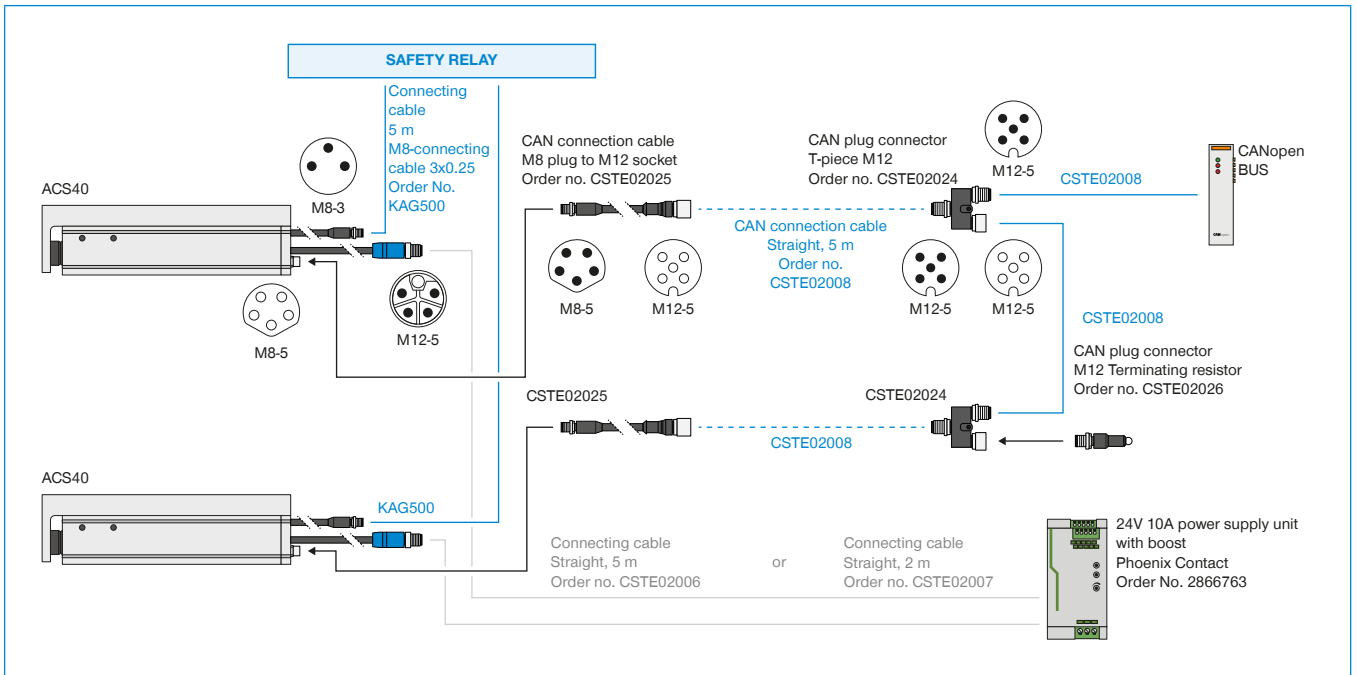 SAFETY RELAY
Connecting
cable
5 m
M8-connecting
cable 3x0.25
Order No.
KAG500
M8-3
ACS40
M8-5
M12-5
CAN connection cable
M8 plug to M12 socket
Order no. CSTE02025
M8-5
M12-5
CAN connection cable
Straight, 5 m
Order no.
CSTE02008
CAN plug connector
T-piece M12
Order no. CSTE02024
M12-5
M12-5
M12-5
CSTE02008
CANopen
BUS
CSTE02008
CAN plug connector
M12 Terminating resistor
Order no. CSTE02026
CSTE02025
CSTE02008
CSTE02024
ACS40
KAG500
Connecting cable
Straight, 5 m
Order no. CSTE02006
or
Connecting cable
Straight, 2 m
Order no. CSTE02007
24V 10A power supply unit
with boost
Phoenix Contact
Order No. 2866763